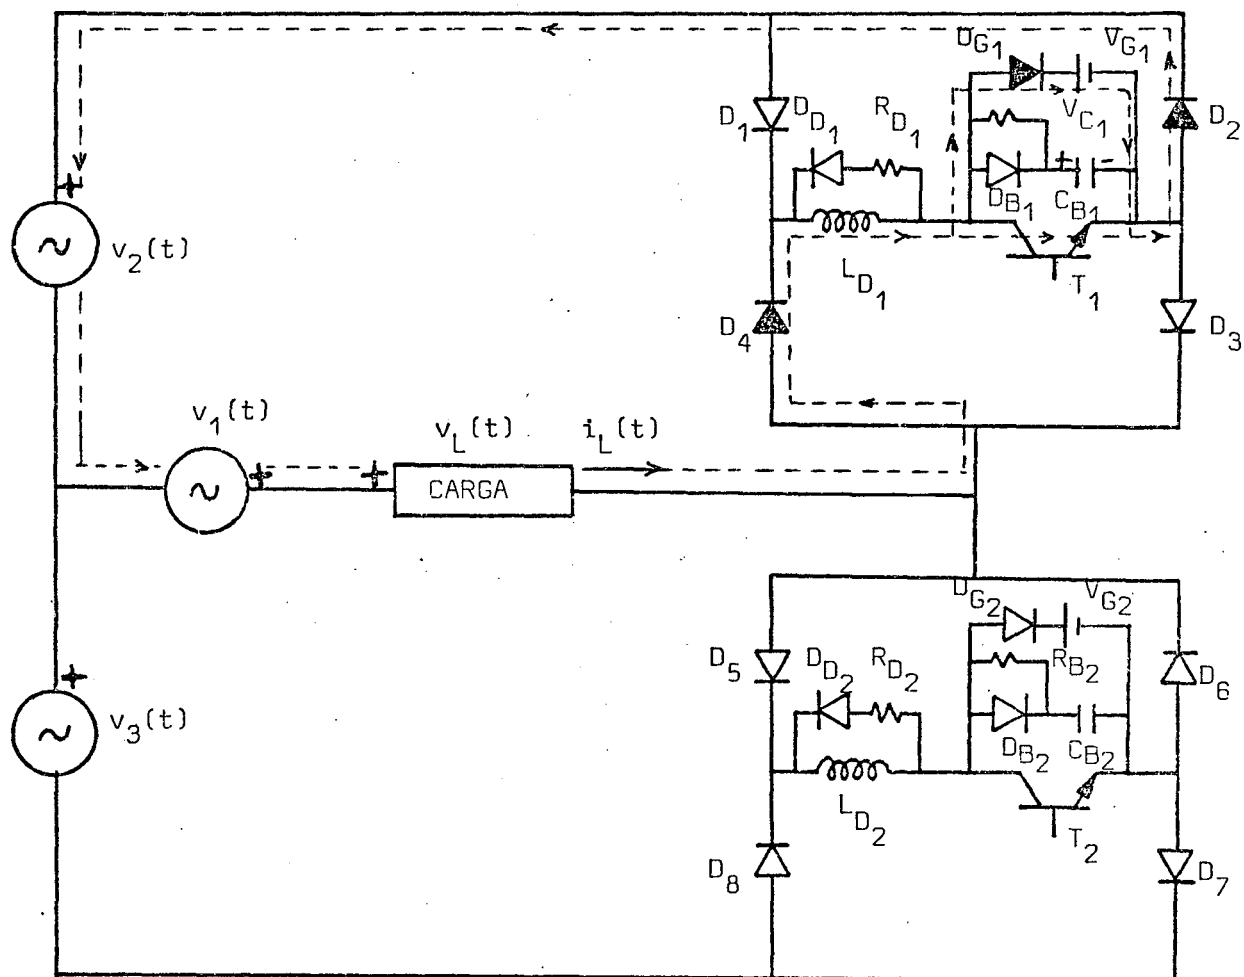 D_G1
V_G1
D_1
D_D1
R_D1
V_C1
D_2
D_B1
C_B1
v_2(t)
L_D1
T_1
D_4
D_3
v_1(t)
v_L(t)
i_L(t)
CARGA
D_G2
V_G2
D_5
D_D2
R_D2
R_B2
D_6
v_3(t)
D_B2
C_B2
L_D2
T_2
D_8
D_7